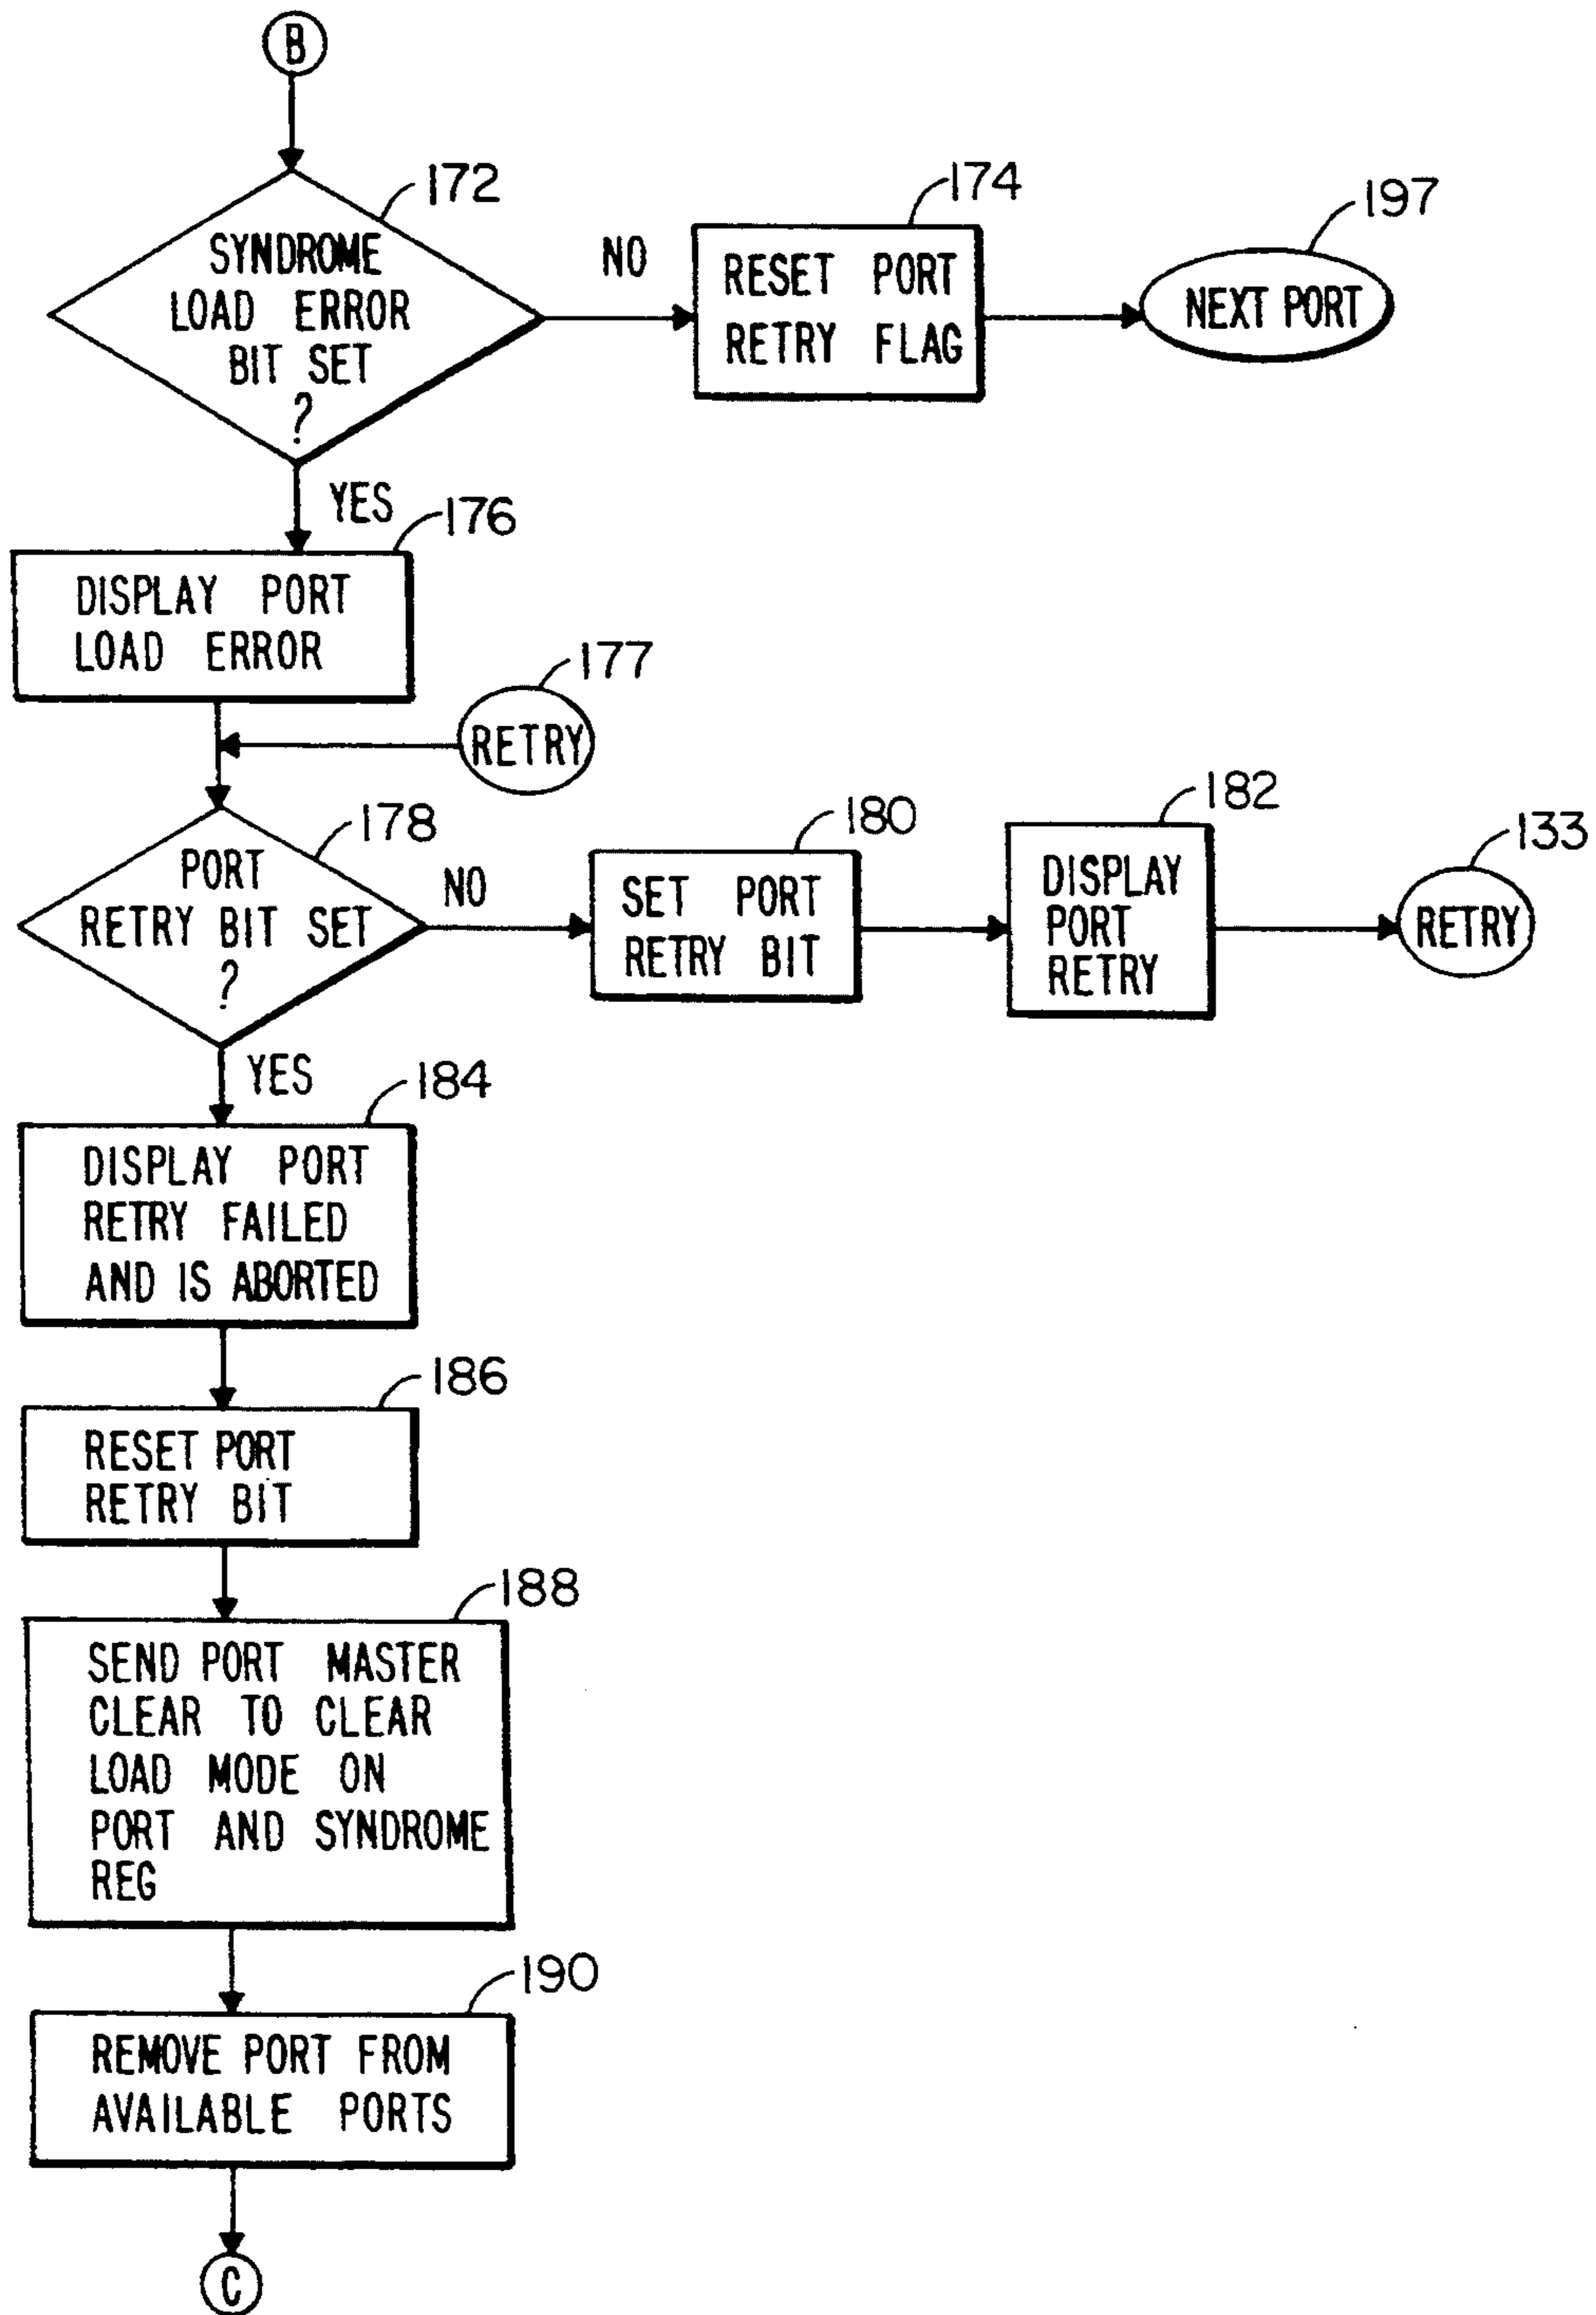 B
172
SYNDROME
LOAD ERROR
BIT SET
?
NO
174
RESET PORT
RETRY FLAG
197
NEXT PORT
YES
176
DISPLAY PORT
LOAD ERROR
177
RETRY
178
PORT
RETRY BIT SET
?
NO
180
SET PORT
RETRY BIT
182
DISPLAY
PORT
RETRY
133
RETRY
YES
184
DISPLAY PORT
RETRY FAILED
AND IS ABORTED
186
RESET PORT
RETRY BIT
188
SEND PORT MASTER
CLEAR TO CLEAR
LOAD MODE ON
PORT AND SYNDROME
REG
190
REMOVE PORT FROM
AVAILABLE PORTS
C